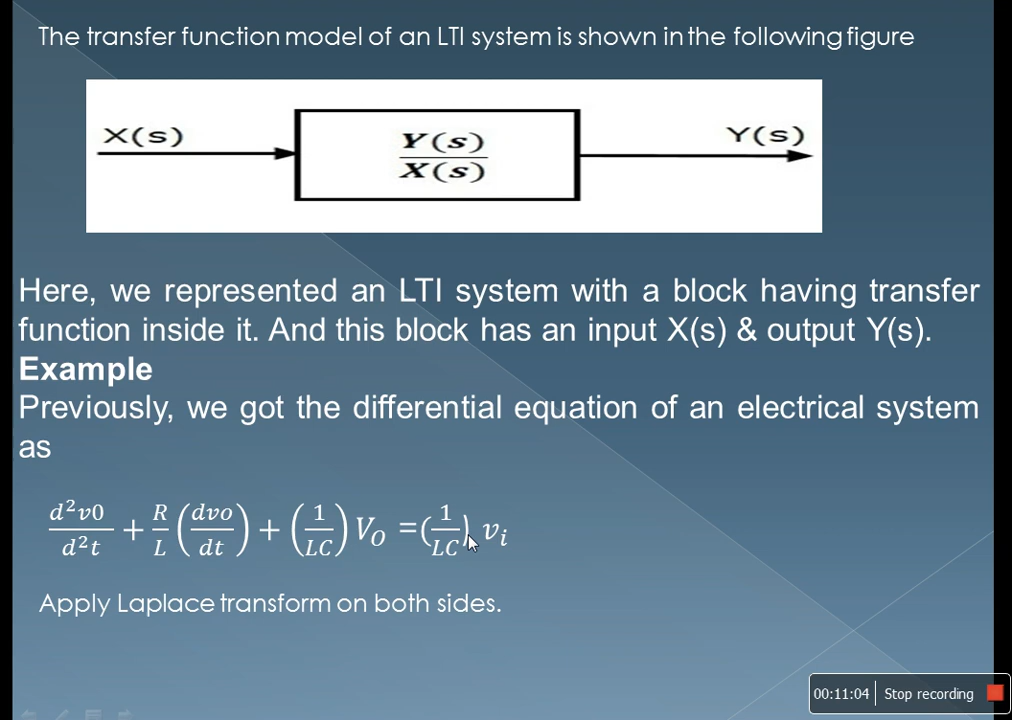 The transfer function model of an LTI system is shown in the following figure
X(s)
Y(s)
Y(s)
X(s)
Here, we represented an LTI system with a block having transfer
function inside it. And this block has an input X(s) & output Y(s).
Example
Previously, we got the differential equation of an electrical system
as
d²v0/d²t + R/L (dvo/dt) + (1/LC) V_O =(1/LC) v_i
Apply Laplace transform on both sides.
00:11:04 Stop recording